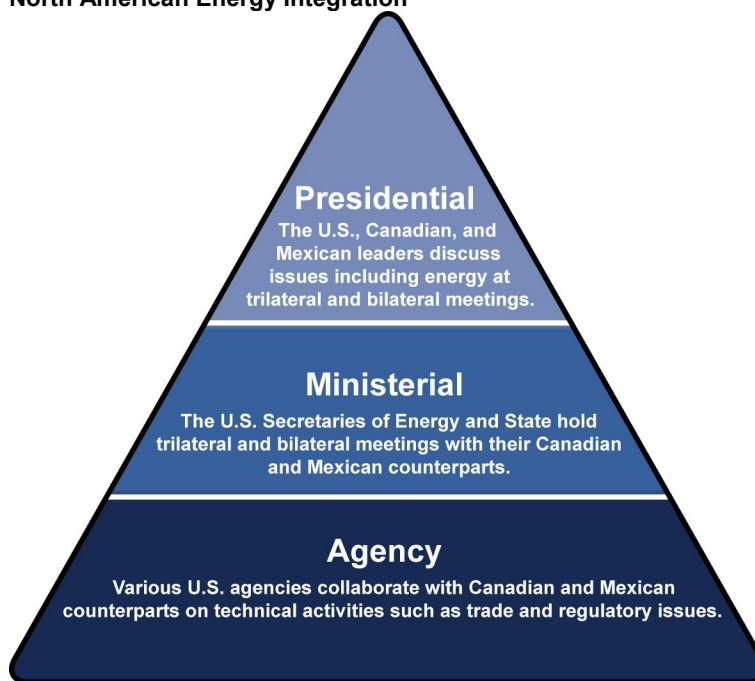 North American Energy Integration
Presidential
The U.S., Canadian, and
Mexican leaders discuss
issues including energy at
trilateral and bilateral meetings.
Ministerial
The U.S. Secretaries of Energy and State hold
trilateral and bilateral meetings with their Canadian
and Mexican counterparts.
Agency
Various U.S. agencies collaborate with Canadian and Mexican
counterparts on technical activities such as trade and regulatory issues.